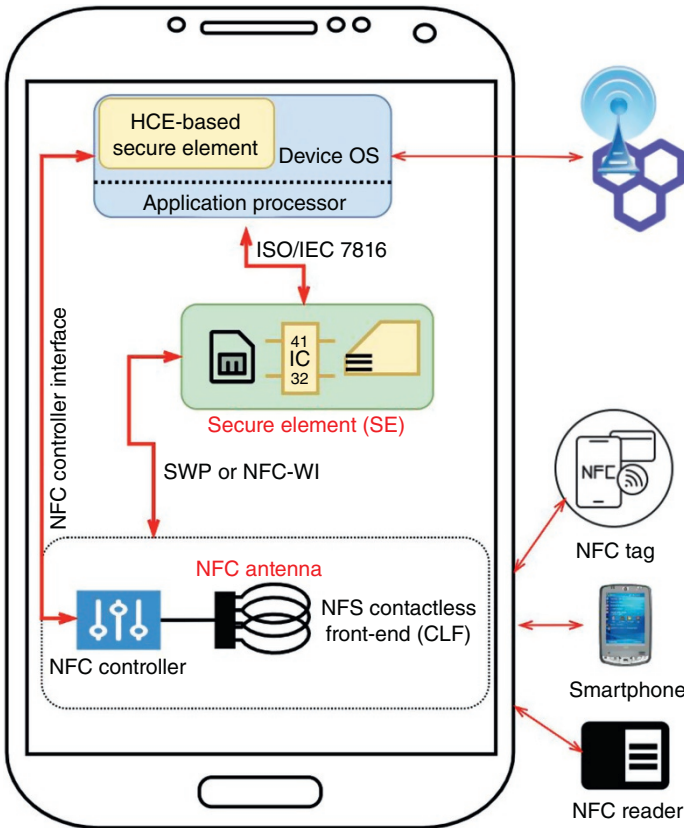 HCE-based
secure element
Device OS
Application processor
ISO/IEC 7816
41
IC
32
Secure element (SE)
NFC controller interface
SWP or NFC-WI
NFC
NFC tag
NFC antenna
NFS contactless
front-end (CLF)
NFC controller
Smartphone
NFC reader